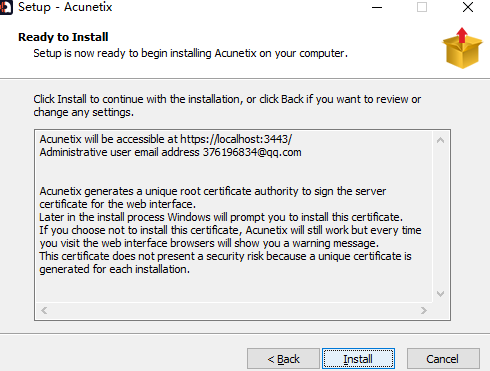 Setup - Acunetix
Ready to Install
Setup is now ready to begin installing Acunetix on your computer.
Click Install to continue with the installation, or click Back if you want to review or
change any settings.
Acunetix will be accessible at https://localhost:3443/
Administrative user email address 376196834@qq.com
Acunetix generates a unique root certificate authority to sign the server
certificate for the web interface.
Later in the install process Windows will prompt you to install this certificate.
If you choose not to install this certificate, Acunetix will still work but every time
you visit the web interface browsers will show you a warning message.
This certificate does not present a security risk because a unique certificate is
generated for each installation.
< Back
Install
Cancel